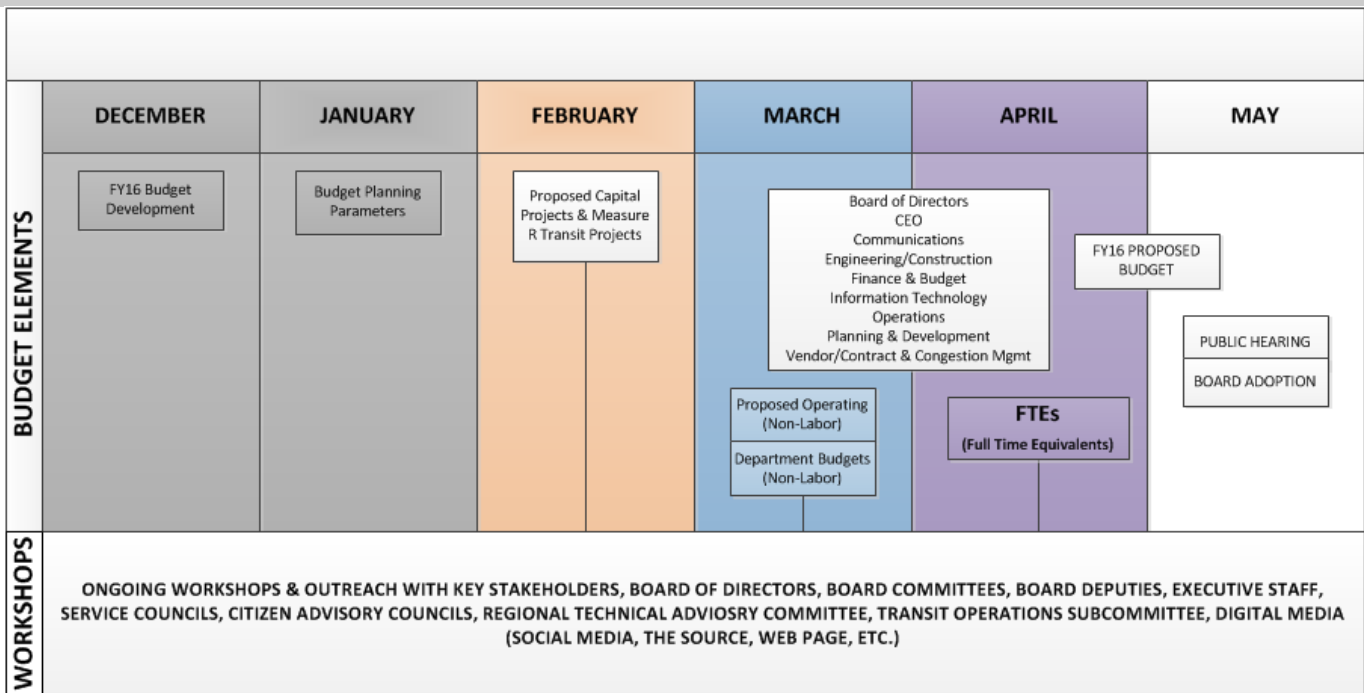 DECEMBER
JANUARY
FEBRUARY
MARCH
APRIL
MAY
BUDGET ELEMENTS
FY16 Budget
Development
Budget Planning
Parameters
Proposed Capital
Projects & Measure
R Transit Projects
Board of Directors
CEO
Communications
Engineering/Construction
Finance & Budget
Information Technology
Operations
Planning & Development
Vendor/Contract & Congestion Mgmt
Proposed Operating
(Non-Labor)
Department Budgets
(Non-Labor)
FTEs
(Full Time Equivalents)
FY16 PROPOSED
BUDGET
PUBLIC HEARING
BOARD ADOPTION
WORKSHOPS
ONGOING WORKSHOPS & OUTREACH WITH KEY STAKEHOLDERS, BOARD OF DIRECTORS, BOARD COMMITTEES, BOARD DEPUTIES, EXECUTIVE STAFF,
SERVICE COUNCILS, CITIZEN ADVISORY COUNCILS, REGIONAL TECHNICAL ADVIOSRY COMMITTEE, TRANSIT OPERATIONS SUBCOMMITTEE, DIGITAL MEDIA
(SOCIAL MEDIA, THE SOURCE, WEB PAGE, ETC.)